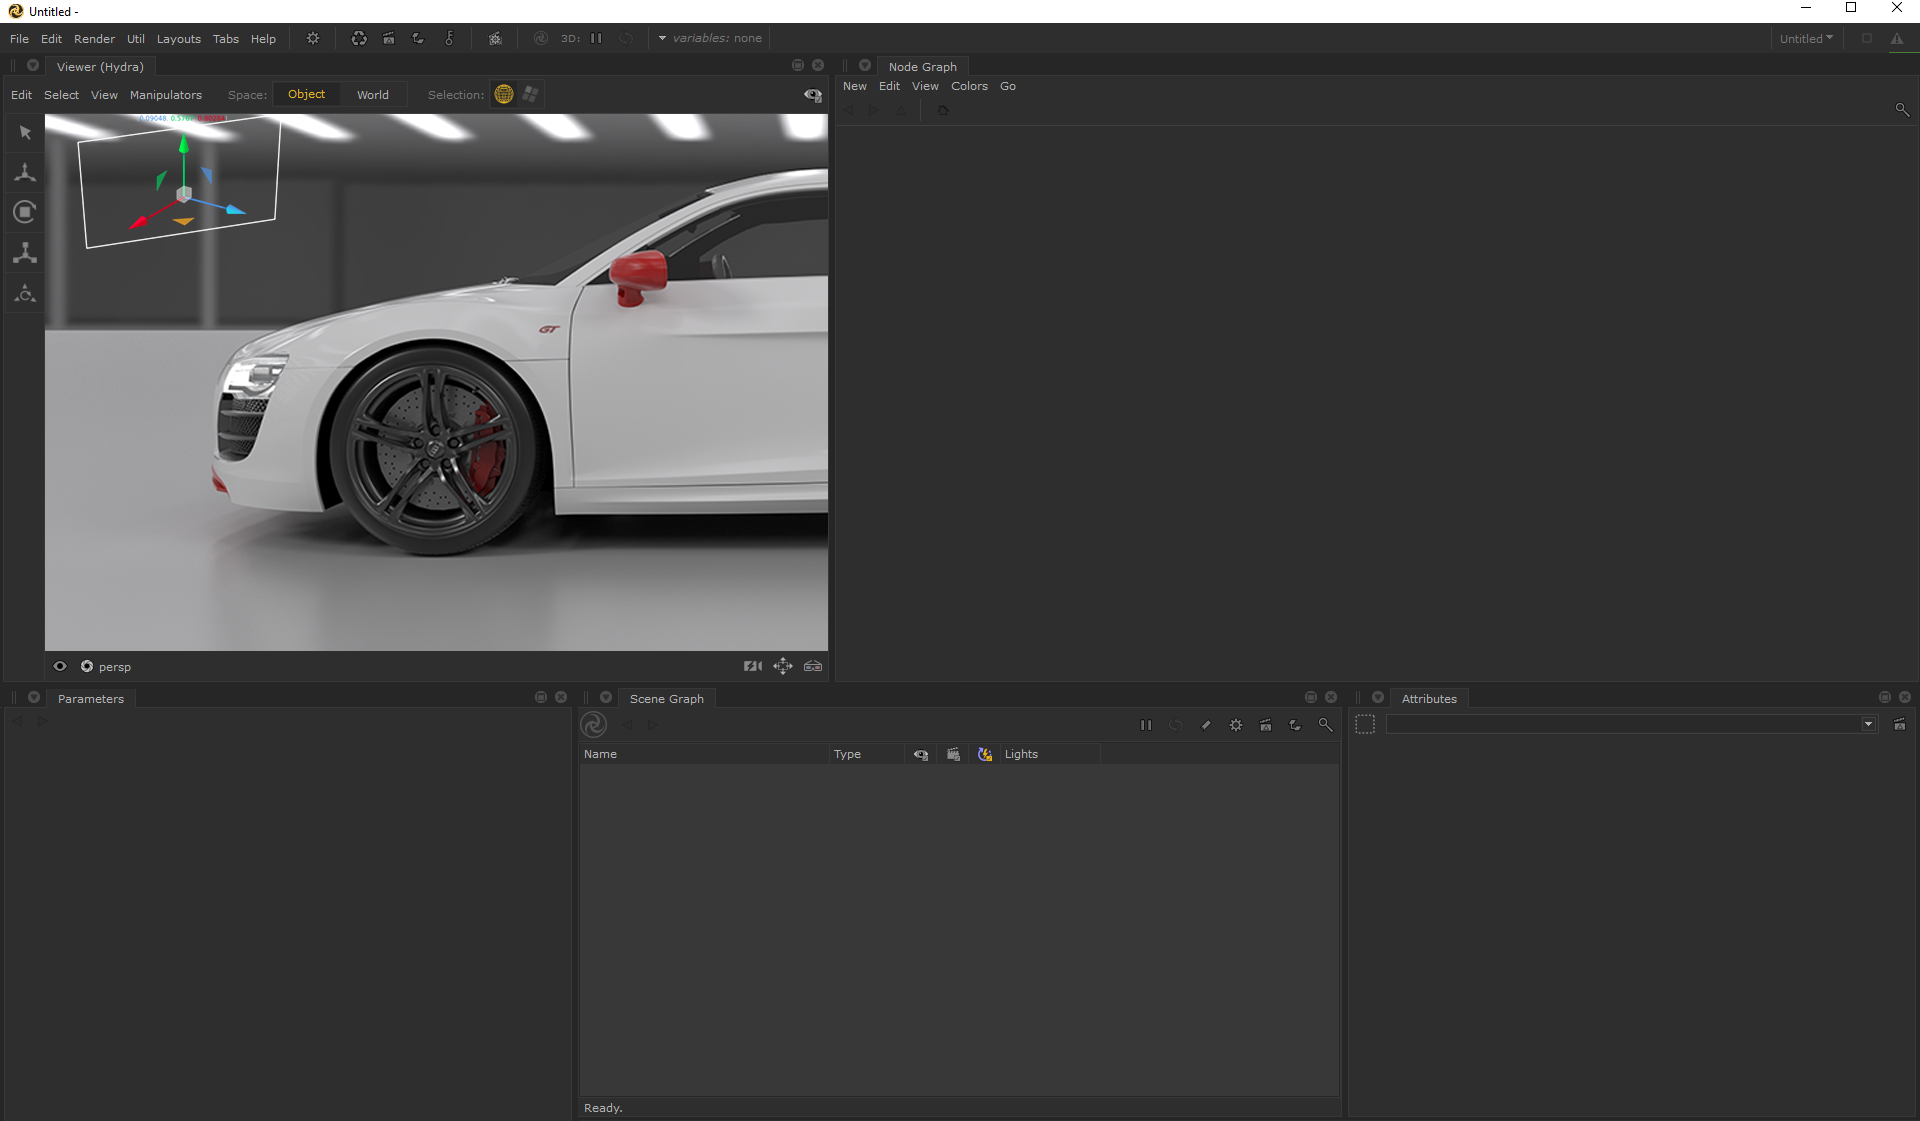 Untitled -
File Edit Render Util Layouts Tabs Help 3D: variables: none Untitled
Viewer (Hydra)
Edit Select View Manipulators Space: Object World Selection:
0.09048
GT
persp
Node Graph
New Edit View Colors Go
Parameters
Scene Graph
Name Type Lights
Ready.
Attributes